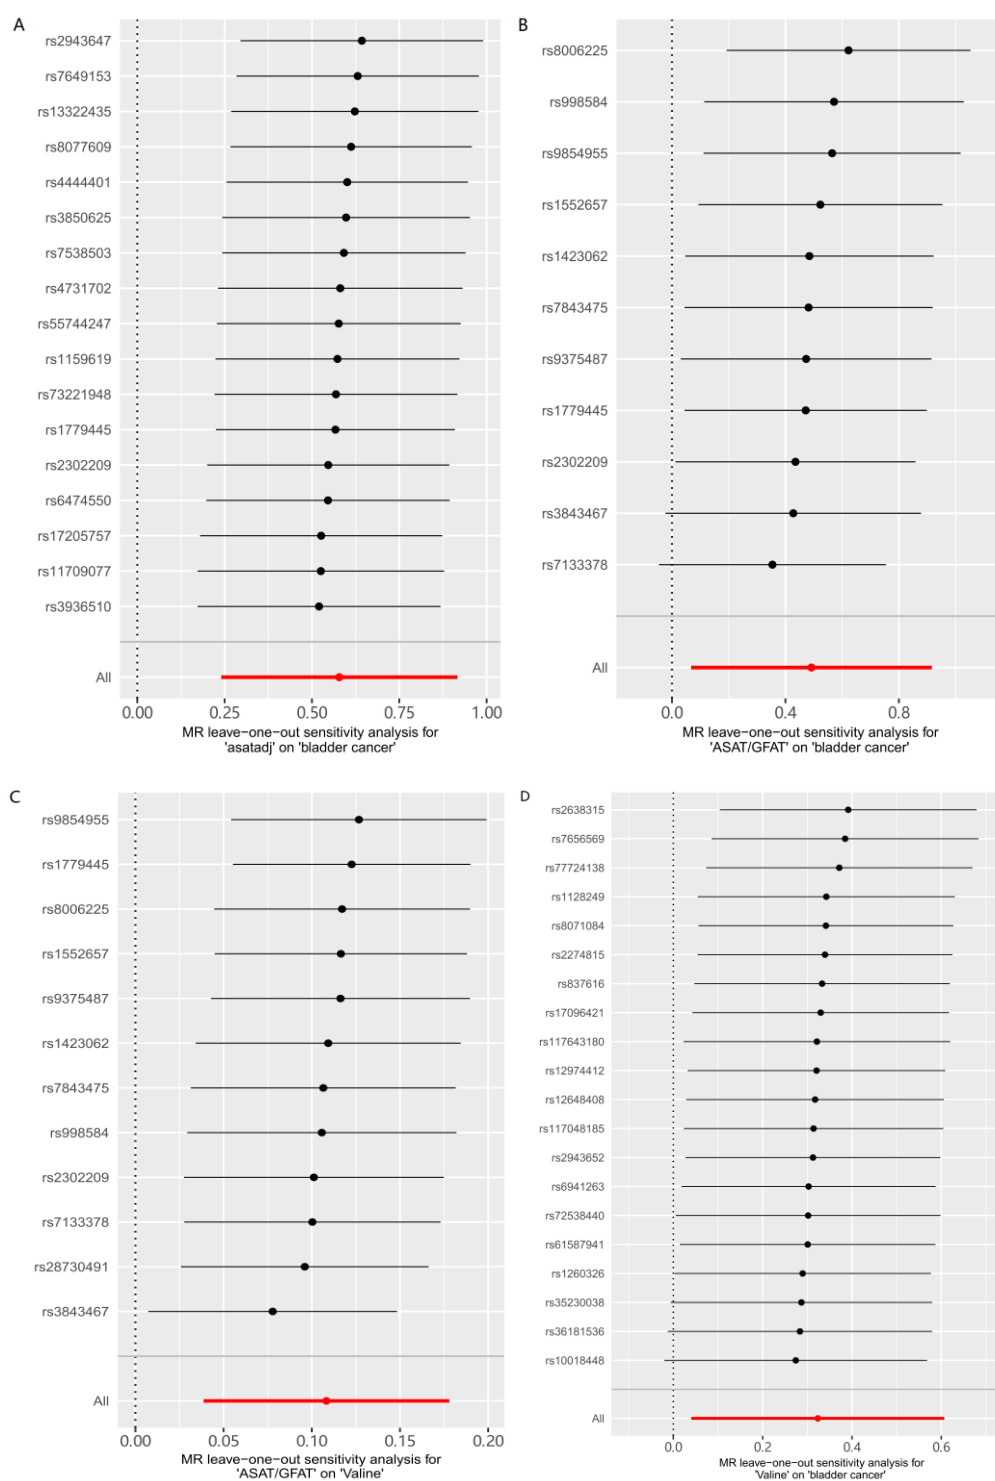 A
rs2943647
rs7649153
rs13322435
rs8077609
rs4444401
rs3850625
rs7538503
rs4731702
rs55744247
rs1159619
rs73221948
rs1779445
rs2302209
rs6474550
rs17205757
rs11709077
rs3936510
All
0.00 0.25 0.50 0.75 1.00
MR leave−one−out sensitivity analysis for
'asatadj' on 'bladder cancer'
B
rs8006225
rs998584
rs9854955
rs1552657
rs1423062
rs7843475
rs9375487
rs1779445
rs2302209
rs3843467
rs7133378
All
0.0 0.4 0.8
MR leave−one−out sensitivity analysis for
'ASAT/GFAT' on 'bladder cancer'
C
rs9854955
rs1779445
rs8006225
rs1552657
rs9375487
rs1423062
rs7843475
rs998584
rs2302209
rs7133378
rs28730491
rs3843467
All
0.00 0.05 0.10 0.15 0.20
MR leave−one−out sensitivity analysis for
'ASAT/GFAT' on 'Valine'
D
rs2638315
rs7656569
rs77724138
rs1128249
rs8071084
rs2274815
rs837616
rs17096421
rs117643180
rs12974412
rs12648408
rs117048185
rs2943652
rs6941263
rs72538440
rs61587941
rs1260326
rs35230038
rs36181536
rs10018448
All
0.0 0.2 0.4 0.6
MR leave−one−out sensitivity analysis for
'Valine' on 'bladder cancer'